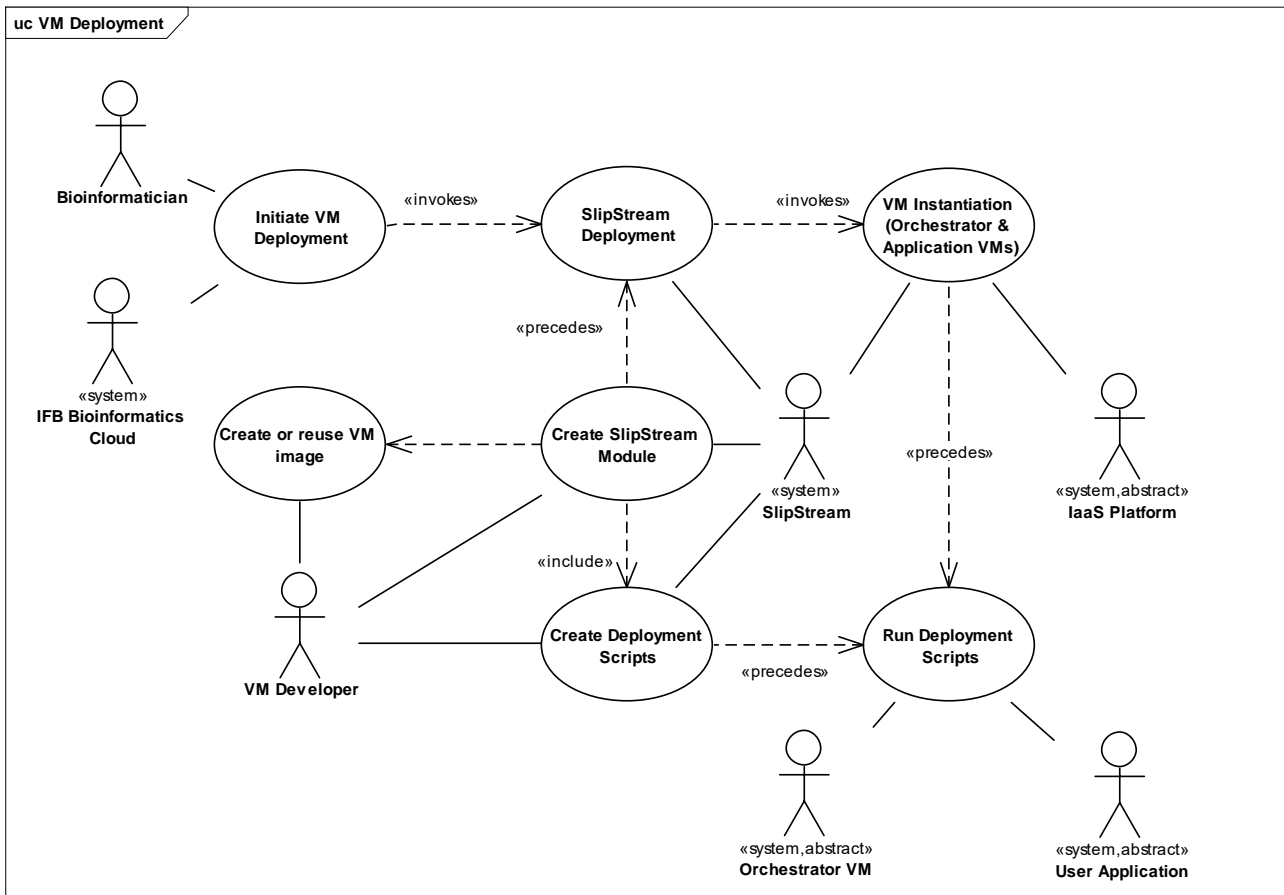 uc VM Deployment
Bioinformatician
Initiate VM
Deployment
«invokes»
SlipStream
Deployment
«invokes»
VM Instantiation
(Orchestrator &
Application VMs)
«system»
IFB Bioinformatics
Cloud
«precedes»
Create or reuse VM
image
Create SlipStream
Module
«system»
SlipStream
«precedes»
«system,abstract»
IaaS Platform
«include»
VM Developer
Create Deployment
Scripts
«precedes»
Run Deployment
Scripts
«system,abstract»
Orchestrator VM
«system,abstract»
User Application